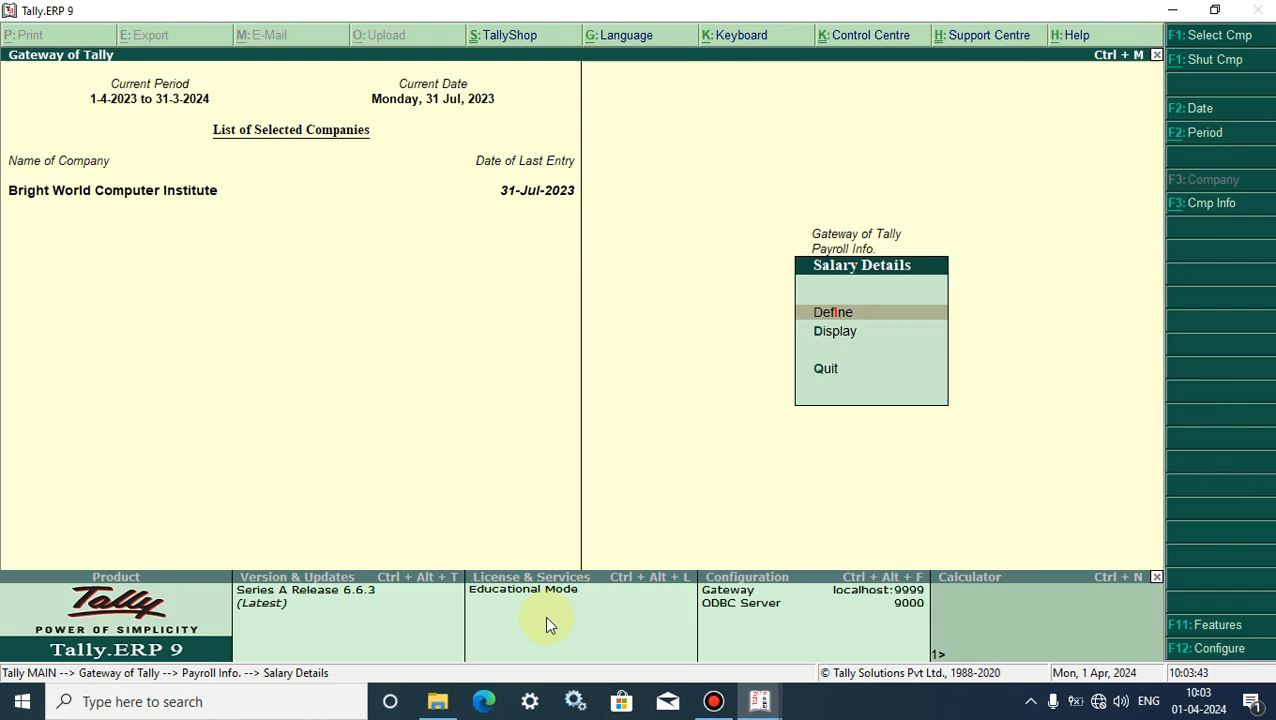 Tally.ERP 9
P: Print E: Export M: E-Mail O: Upload S: TallyShop G: Language K: Keyboard K: Control Centre H: Support Centre H: Help
Gateway of Tally Ctrl + M
Current Period Current Date
1-4-2023 to 31-3-2024 Monday, 31 Jul, 2023
List of Selected Companies
Name of Company Date of Last Entry
Bright World Computer Institute 31-Jul-2023
Gateway of Tally
Payroll Info.
Salary Details
DefIne
Display
Quit
F1: Select Cmp
F1: Shut Cmp
F2: Date
F2: Period
F3: Company
F3: Cmp Info
F11: Features
F12: Configure
Product Version & Updates Ctrl + Alt + T License & Services Ctrl + Alt + L Configuration Ctrl + Alt + F Calculator Ctrl + N
Series A Release 6.6.3 Educational Mode Gateway localhost:9999
(Latest) ODBC Server 9000
Tally
POWER OF SIMPLICITY
Tally.ERP 9
1>
Tally MAIN --> Gateway of Tally --> Payroll Info. --> Salary Details © Tally Solutions Pvt Ltd., 1988-2020 Mon, 1 Apr, 2024 10:03:43
Type here to search ENG 10:03
01-04-2024 1